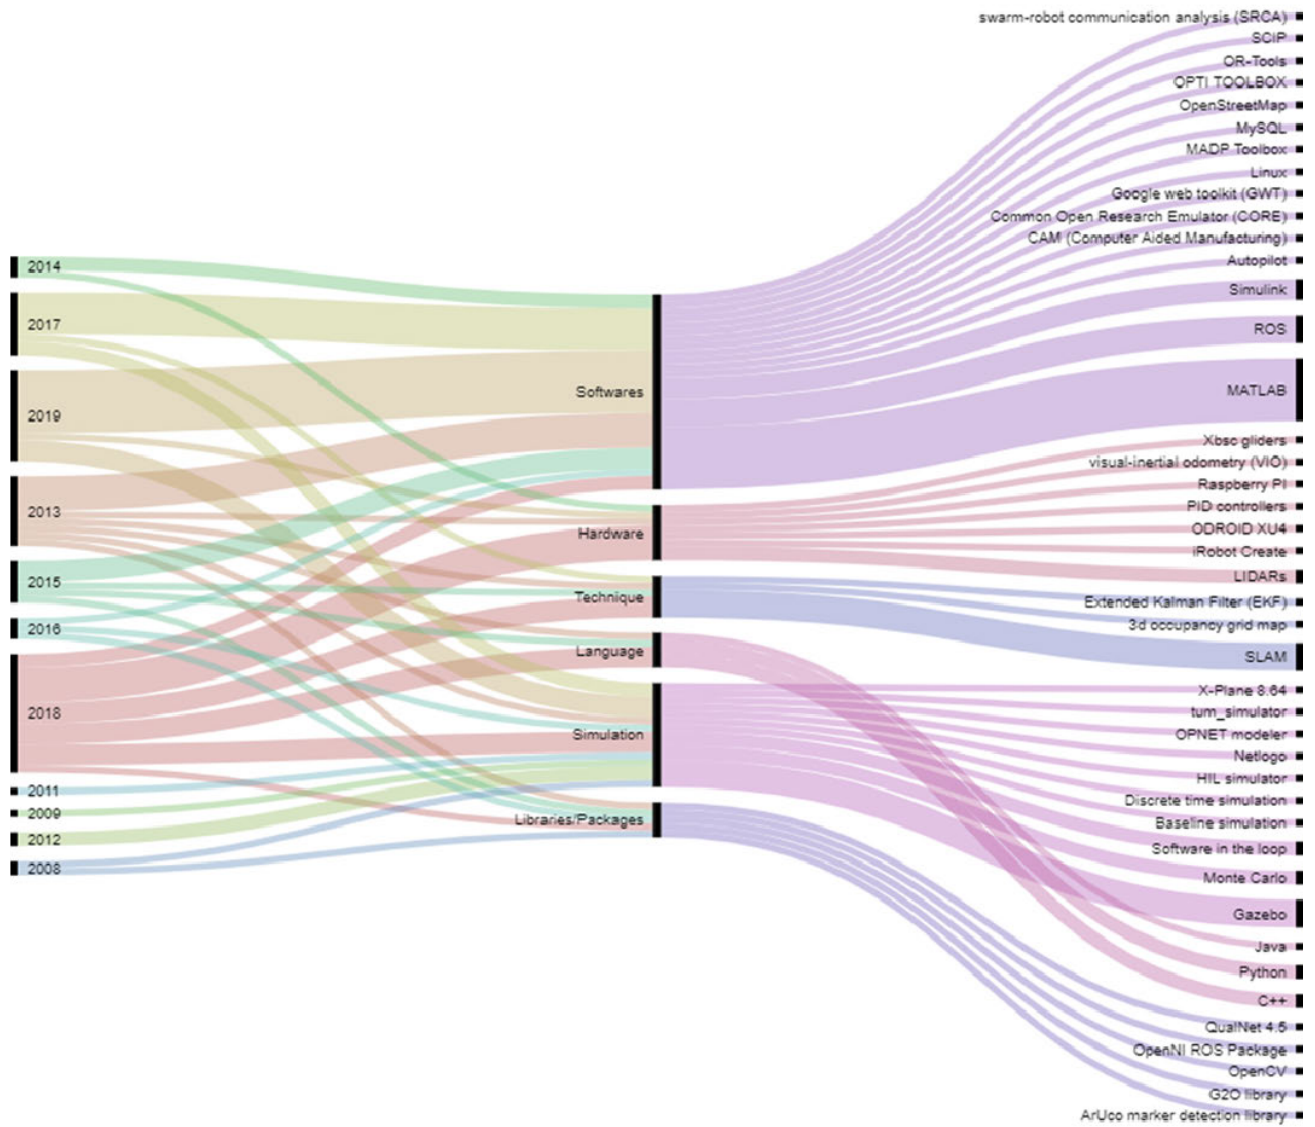 2014
2017
2019
2013
2015
2016
2018
2011
2009
2012
2008
Softwares
Hardware
Technique
Language
Simulation
Libraries/Packages
swarm-robot communication analysis (SRCA)
SCIP
OR-Tools
OPTI TOOLBOX
OpenStreetMap
MySQL
MADP Toolbox
Linux
Google web toolkit (GWT)
Common Open Research Emulator (CORE)
CAM (Computer Aided Manufacturing)
Autopilot
Simulink
ROS
MATLAB
Xbsc gliders
visual-inertial odometry (VIO)
Raspberry PI
PID controllers
ODROID XU4
iRobot Create
LIDARs
Extended Kalman Filter (EKF)
3d occupancy grid map
SLAM
X-Plane 8.64
tum_simulator
OPNET modeler
Netlogo
HIL simulator
Discrete time simulation
Baseline simulation
Software in the loop
Monte Carlo
Gazebo
Java
Python
C++
QualNet 4.5
OpenNI ROS Package
OpenCV
G2O library
ArUco marker detection library